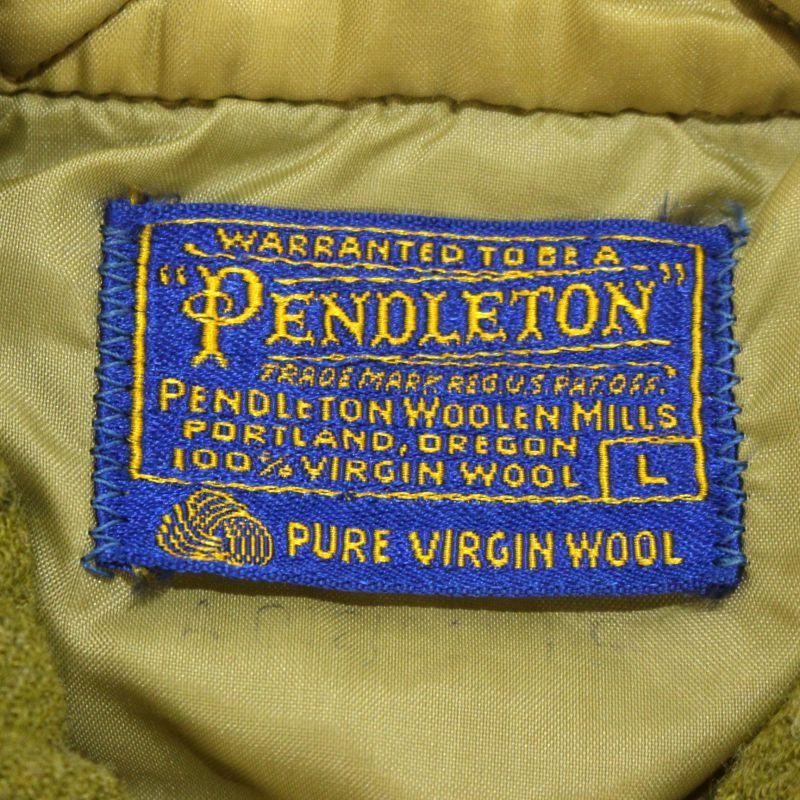 WARRANTED TO BE A
"PENDLETON"
TRADE MARK REG. U.S. PAT. OFF.
PENDLETON WOOLEN MILLS
PORTLAND, OREGON
100% VIRGIN WOOL L
PURE VIRGIN WOOL